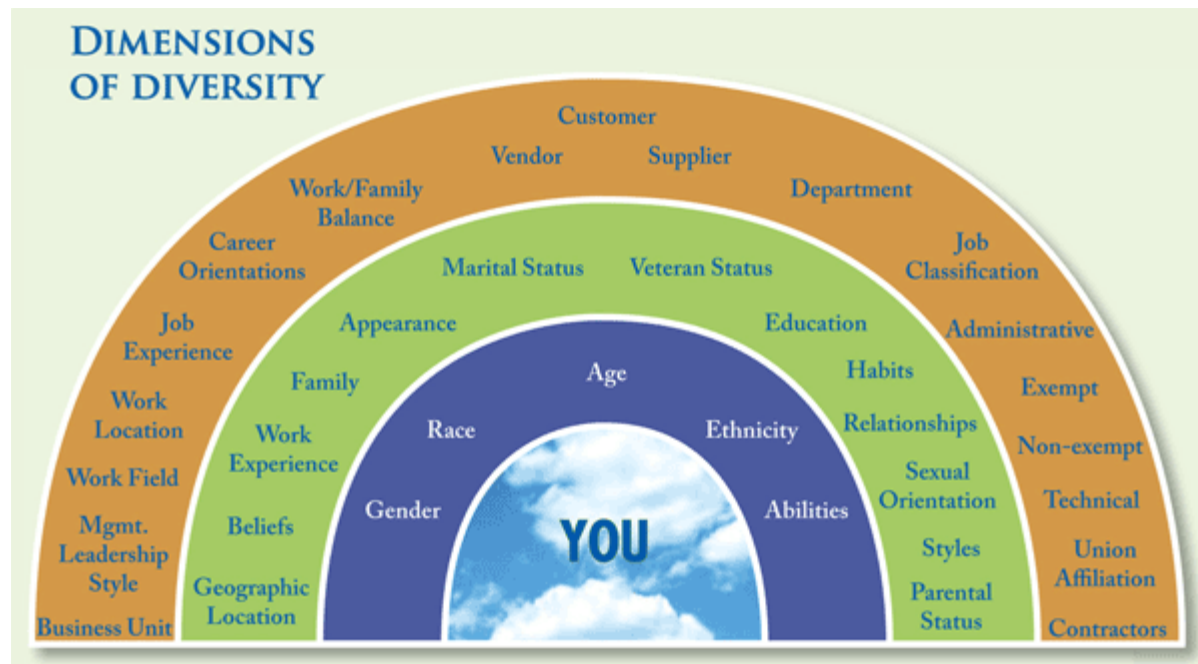 DIMENSIONS
OF DIVERSITY
Customer
Vendor
Supplier
Work/Family
Balance
Department
Career
Orientations
Job
Classification
Job
Experience
Administrative
Work
Location
Exempt
Work Field
Non-exempt
Mgmt.
Leadership
Style
Technical
Union
Affiliation
Business Unit
Contractors
Marital Status
Veteran Status
Appearance
Education
Family
Habits
Work
Experience
Relationships
Beliefs
Sexual
Orientation
Styles
Geographic
Location
Parental
Status
Age
Race
Ethnicity
Gender
Abilities
YOU